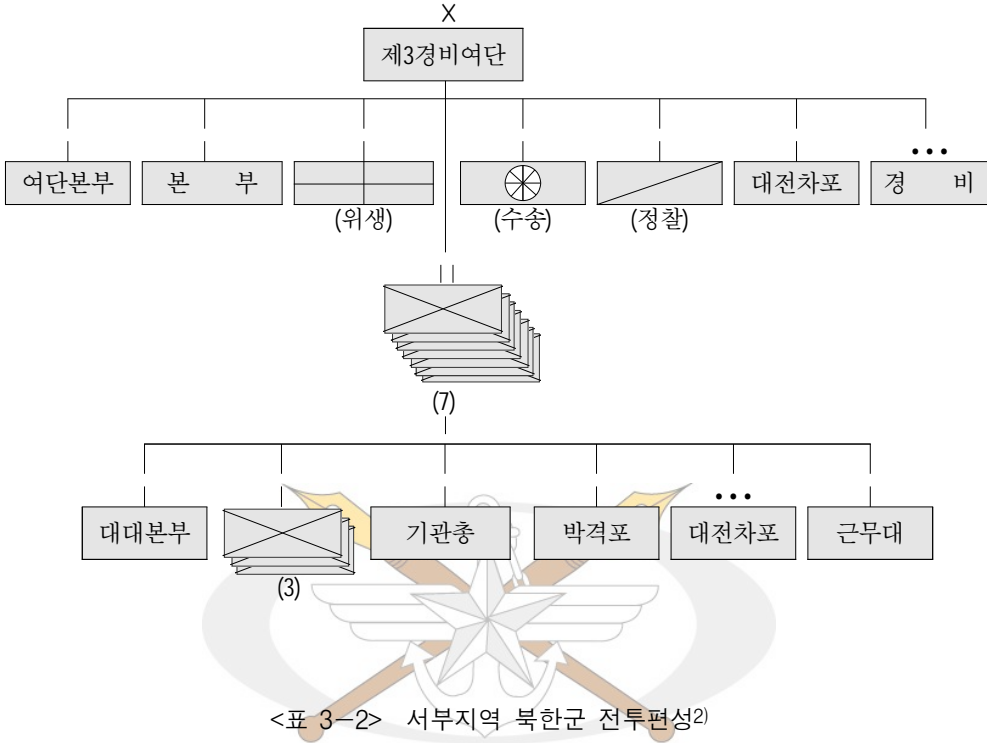 X
제3경비여단
여단본부 본 부 대전차포 경 비
(위생) (수송) (정찰)
(7)
대대본부 기관총 박격포 대전차포 근무대
(3)
<표 3-2> 서부지역 북한군 전투편성2)